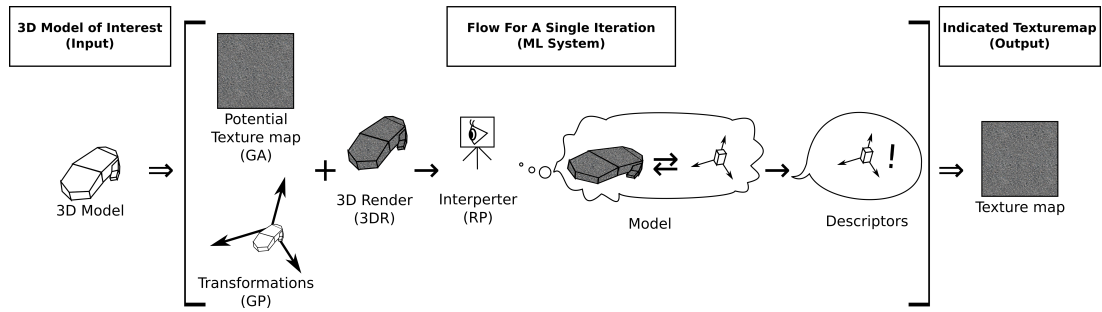 3D Model of Interest
(Input)
Flow For A Single Iteration
(ML System)
Indicated Texturemap
(Output)
3D Model
Potential
Texture map
(GA)
Transformations
(GP)
+
3D Render
(3DR)
Interperter
(RP)
Model
!
Descriptors
Texture map